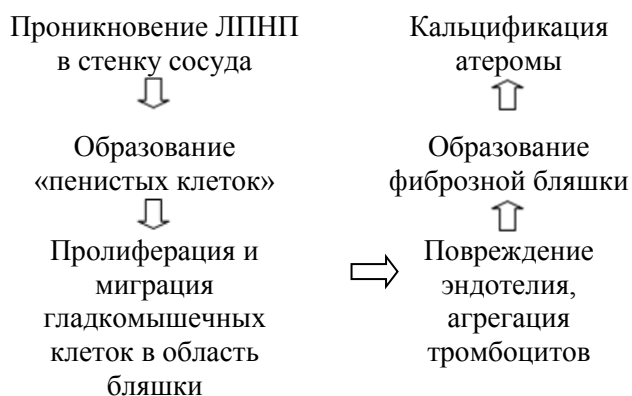 Проникновение ЛПНП
в стенку сосуда
Образование
«пенистых клеток»
Пролиферация и
миграция
гладкомышечных
клеток в область
бляшки
Повреждение
эндотелия,
агрегация
тромбоцитов
Образование
фиброзной бляшки
Кальцификация
атеромы